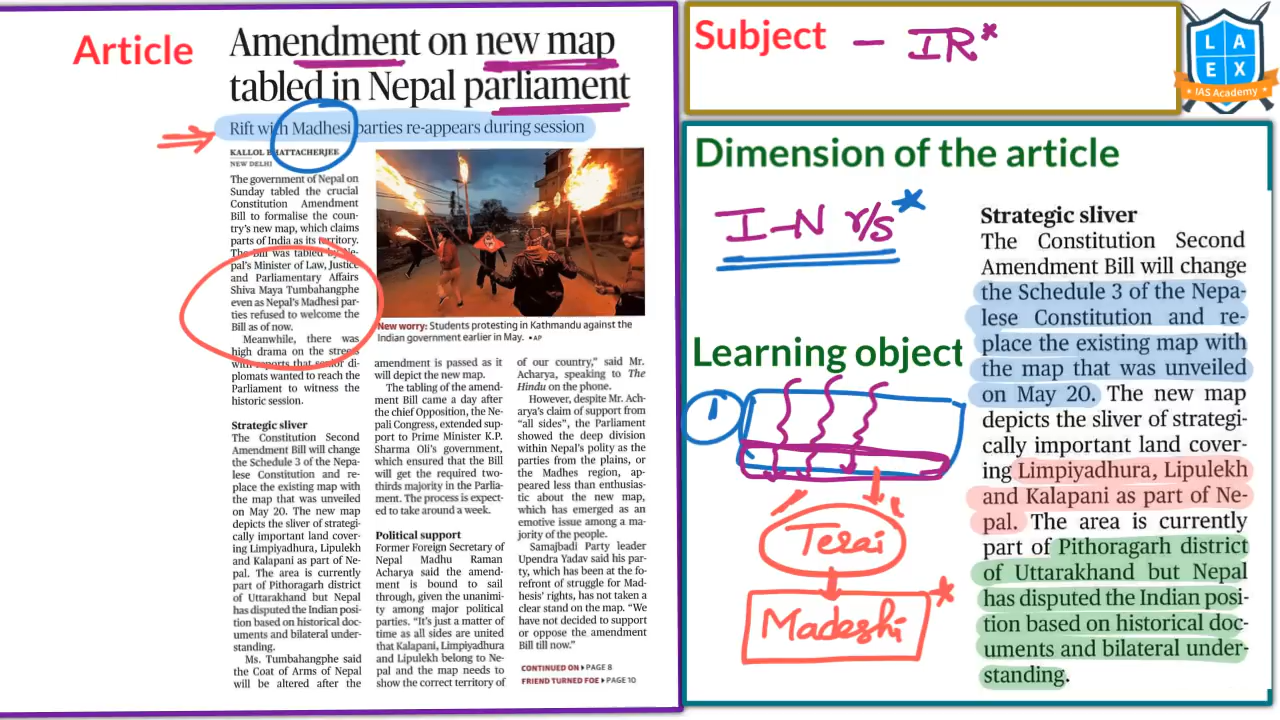 Article
Amendment on new map
tabled in Nepal parliament
Rift with Madhesi parties re-appears during session
KALLOL BHATTACHERJEE
NEW DELHI
The government of Nepal on
Sunday tabled the crucial
Constitution Amendment
Bill to formalise the coun-
try's new map, which claims
parts of India as its territory.
The Bill was tabled by Ne-
pal's Minister of Law, Justice
and Parliamentary Affairs
Shiva Maya Tumbahangphe
even as Nepal's Madhesi par-
ties refused to welcome the
Bill as of now.
Meanwhile, there was
high drama on the streets
with reports that senior di-
plomats wanted to reach the
Parliament to witness the
historic session.
Strategic sliver
The Constitution Second
Amendment Bill will change
the Schedule 3 of the Nepa-
lese Constitution and re-
place the existing map with
the map that was unveiled
on May 20. The new map
depicts the sliver of strategi-
cally important land cover-
ing Limpiyadhura, Lipulekh
and Kalapani as part of Ne-
pal. The area is currently
part of Pithoragarh district
of Uttarakhand but Nepal
has disputed the Indian posi-
tion based on historical doc-
uments and bilateral under-
standing.
Ms. Tumbahangphe said
the Coat of Arms of Nepal
will be altered after the
New worry: Students protesting in Kathmandu against the
Indian government earlier in May. • AP
amendment is passed as it
will depict the new map.
The tabling of the amend-
ment Bill came a day after
the chief Opposition, the Ne-
pali Congress, extended sup-
port to Prime Minister K.P.
Sharma Oli's government,
which ensured that the Bill
will get the required two-
thirds majority in the Parlia-
ment. The process is expect-
ed to take around a week.
Political support
Former Foreign Secretary of
Nepal Madhu Raman
Acharya said the amend-
ment is bound to sail
through, given the unanimi-
ty among major political
parties. "It's just a matter of
time as all sides are united
that Kalapani, Limpiyadhura
and Lipulekh belong to Ne-
pal and the map needs to
show the correct territory of
of our country," said Mr.
Acharya, speaking to The
Hindu on the phone.
However, despite Mr. Ach-
arya's claim of support from
"all sides", the Parliament
showed the deep division
within Nepal's polity as the
parties from the plains, or
the Madhes region, ap-
peared less than enthusias-
tic about the new map,
which has emerged as an
emotive issue among a ma-
jority of the people.
Samajbadi Party leader
Upendra Yadav said his par-
ty, which has been at the fo-
refront of struggle for Mad-
hesis' rights, has not taken a
clear stand on the map. "We
have not decided to support
or oppose the amendment
Bill till now."
CONTINUED ON ▸ PAGE 8
FRIEND TURNED FOE ▸ PAGE 10
Subject - IR*
L A
E X
IAS Academy
Dimension of the article
I-N r/s*
Learning object
1
Terai
Madeshi *
Strategic sliver
The Constitution Second
Amendment Bill will change
the Schedule 3 of the Nepa-
lese Constitution and re-
place the existing map with
the map that was unveiled
on May 20. The new map
depicts the sliver of strategi-
cally important land cover-
ing Limpiyadhura, Lipulekh
and Kalapani as part of Ne-
pal. The area is currently
part of Pithoragarh district
of Uttarakhand but Nepal
has disputed the Indian posi-
tion based on historical doc-
uments and bilateral under-
standing.